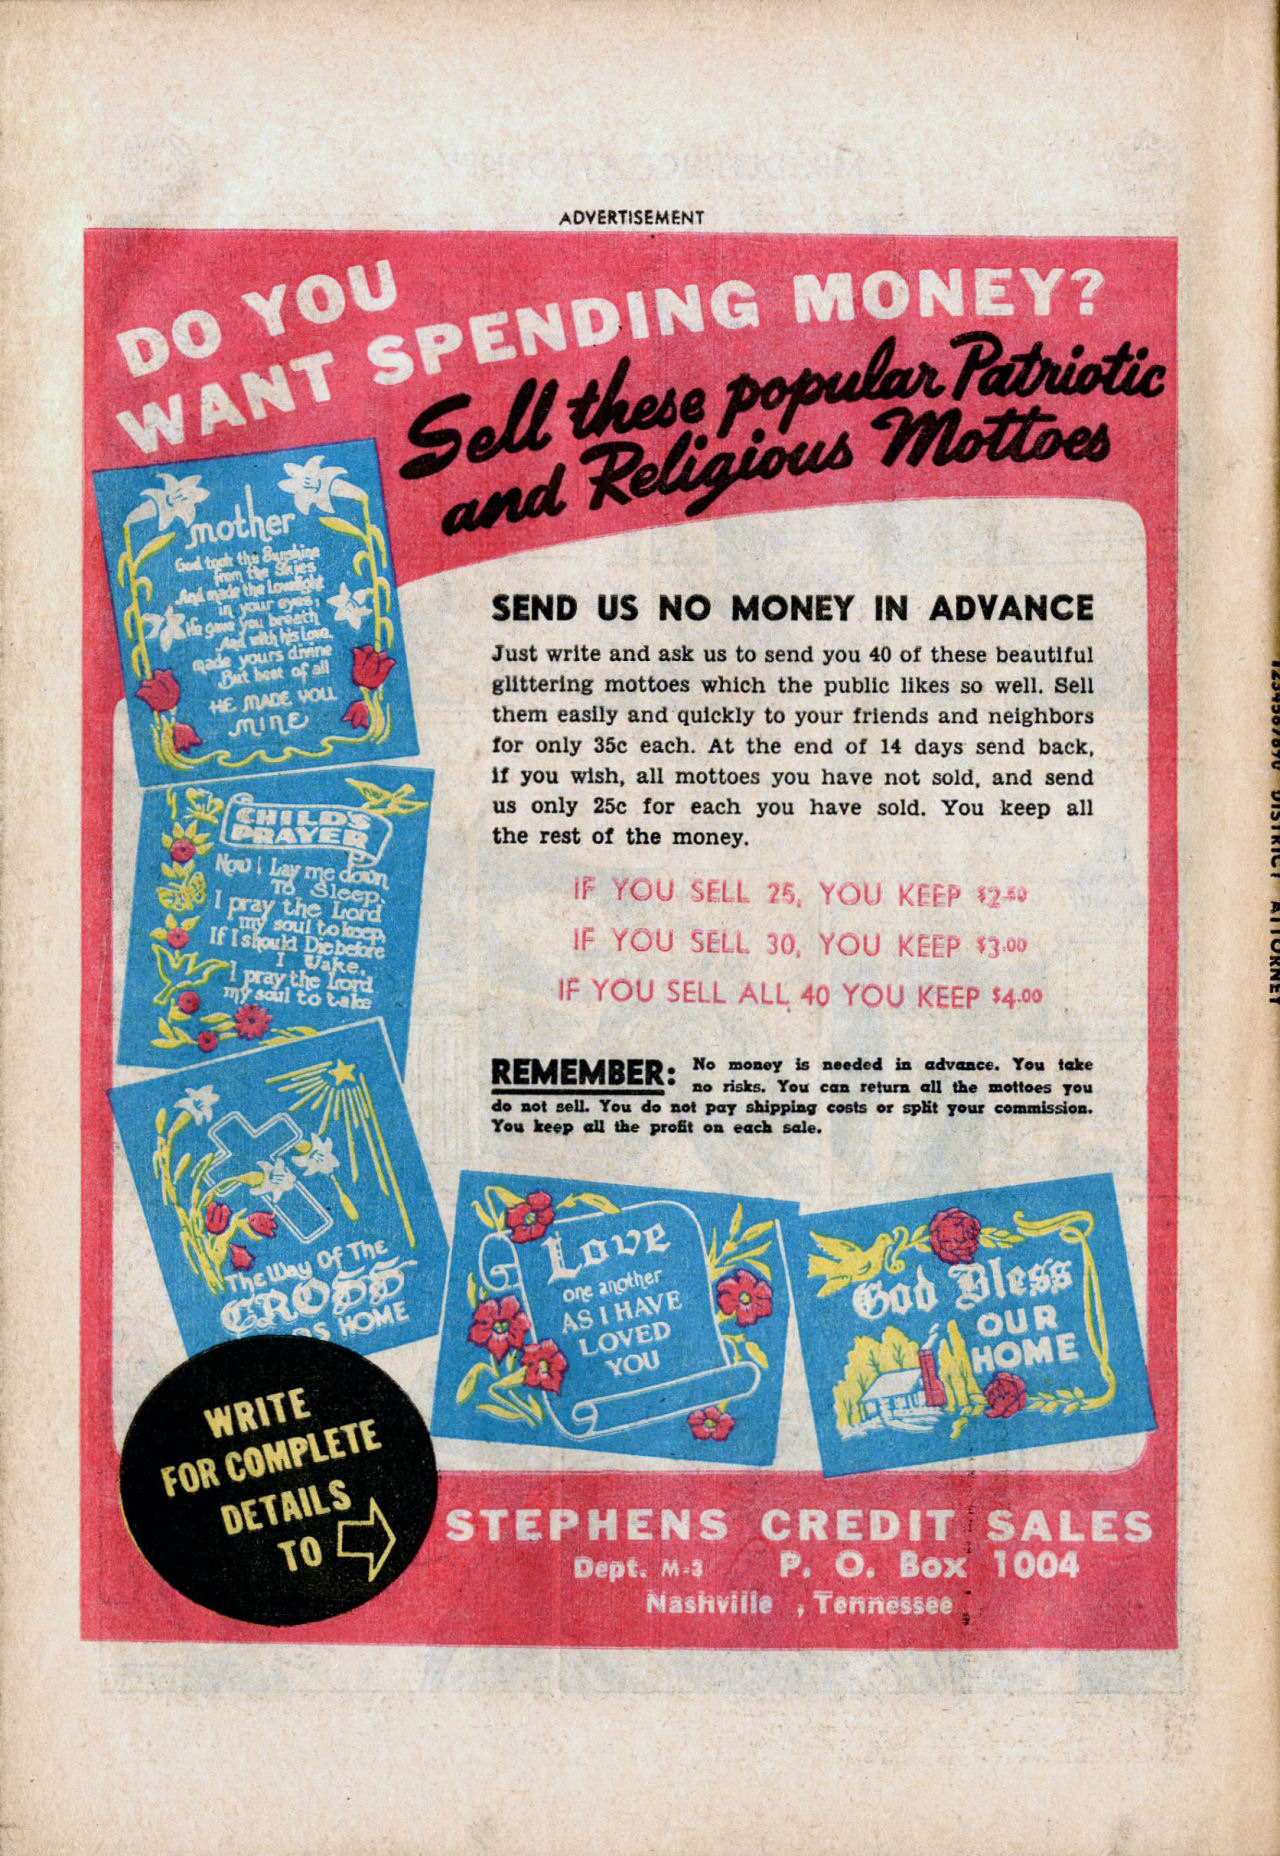 ADVERTISEMENT
DO YOU
WANT SPENDING MONEY?
Sell these popular Patriotic
and Religious Mottoes
mother
God took the Sunshine
from the Skies
And made the Lovelight
in your eyes;
He gave you breath
And with his Love,
made yours divine
But best of all
HE MADE YOU
MINE
CHILD'S
PRAYER
Now I Lay me down
To Sleep,
I pray the Lord
my soul to keep,
If I should Die before
I Wake,
I pray the Lord
my soul to take
The Way Of The
CROSS
DS HOME
SEND US NO MONEY IN ADVANCE
Just write and ask us to send you 40 of these beautiful
glittering mottoes which the public likes so well. Sell
them easily and quickly to your friends and neighbors
for only 35c each. At the end of 14 days send back,
if you wish, all mottoes you have not sold, and send
us only 25c for each you have sold. You keep all
the rest of the money.
IF YOU SELL 25, YOU KEEP $2.50
IF YOU SELL 30, YOU KEEP $3.00
IF YOU SELL ALL 40 YOU KEEP $4.00
REMEMBER: No money is needed in advance. You take
no risks. You can return all the mottoes you
do not sell. You do not pay shipping costs or split your commission.
You keep all the profit on each sale.
Love
one another
AS I HAVE
LOVED
YOU
God Bless
OUR
HOME
WRITE
FOR COMPLETE
DETAILS
TO
STEPHENS CREDIT SALES
Dept. M-3 P. O. Box 1004
Nashville, Tennessee
1234567890 DISTRICT ATTORNEY